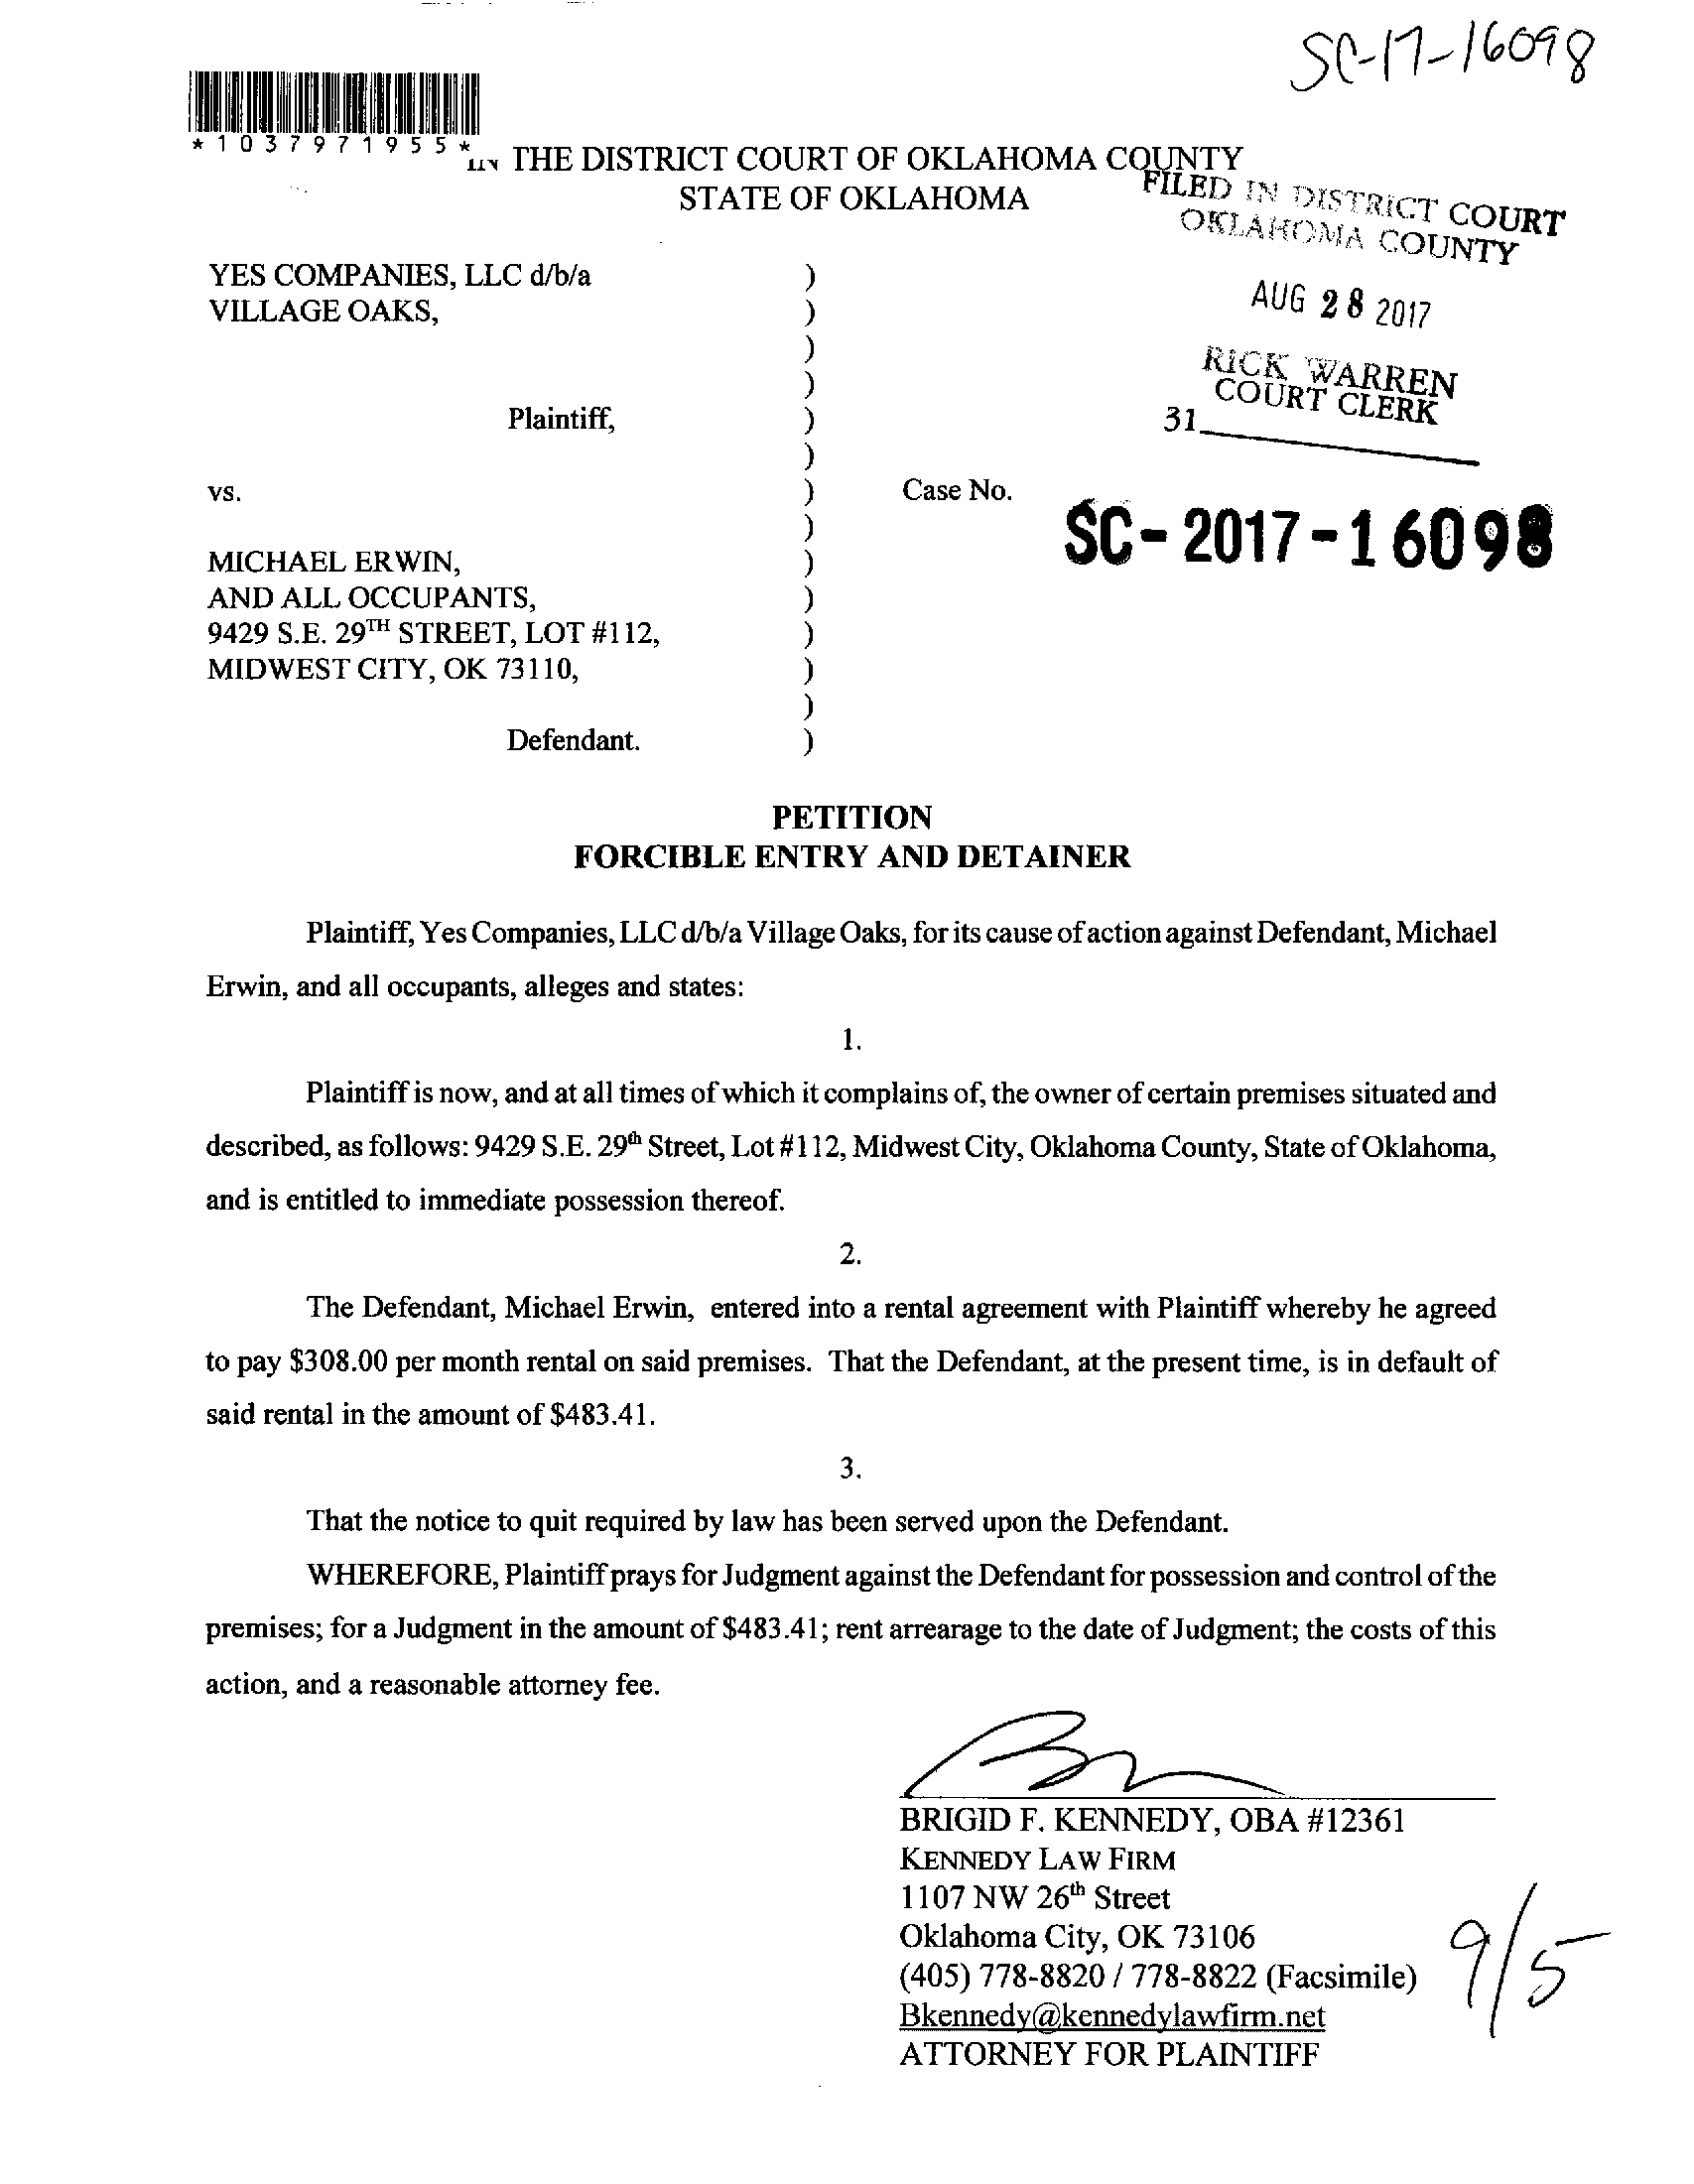 SC-17-16098
*1037971955*
IN THE DISTRICT COURT OF OKLAHOMA COUNTY
STATE OF OKLAHOMA
FILED IN DISTRICT COURT
OKLAHOMA COUNTY
AUG 28 2017
RICK WARREN
COURT CLERK
31
YES COMPANIES, LLC d/b/a )
VILLAGE OAKS, )
)
)
Plaintiff, )
)
vs. ) Case No. SC-2017-16098
)
MICHAEL ERWIN, )
AND ALL OCCUPANTS, )
9429 S.E. 29TH STREET, LOT #112, )
MIDWEST CITY, OK 73110, )
)
Defendant. )
PETITION
FORCIBLE ENTRY AND DETAINER
Plaintiff, Yes Companies, LLC d/b/a Village Oaks, for its cause of action against Defendant, Michael
Erwin, and all occupants, alleges and states:
1.
Plaintiff is now, and at all times of which it complains of, the owner of certain premises situated and
described, as follows: 9429 S.E. 29th Street, Lot #112, Midwest City, Oklahoma County, State of Oklahoma,
and is entitled to immediate possession thereof.
2.
The Defendant, Michael Erwin, entered into a rental agreement with Plaintiff whereby he agreed
to pay $308.00 per month rental on said premises. That the Defendant, at the present time, is in default of
said rental in the amount of $483.41.
3.
That the notice to quit required by law has been served upon the Defendant.
WHEREFORE, Plaintiff prays for Judgment against the Defendant for possession and control of the
premises; for a Judgment in the amount of $483.41; rent arrearage to the date of Judgment; the costs of this
action, and a reasonable attorney fee.
BRIGID F. KENNEDY, OBA #12361
KENNEDY LAW FIRM
1107 NW 26th Street
Oklahoma City, OK 73106
(405) 778-8820 / 778-8822 (Facsimile)
Bkennedy@kennedylawfirm.net
ATTORNEY FOR PLAINTIFF
9/5